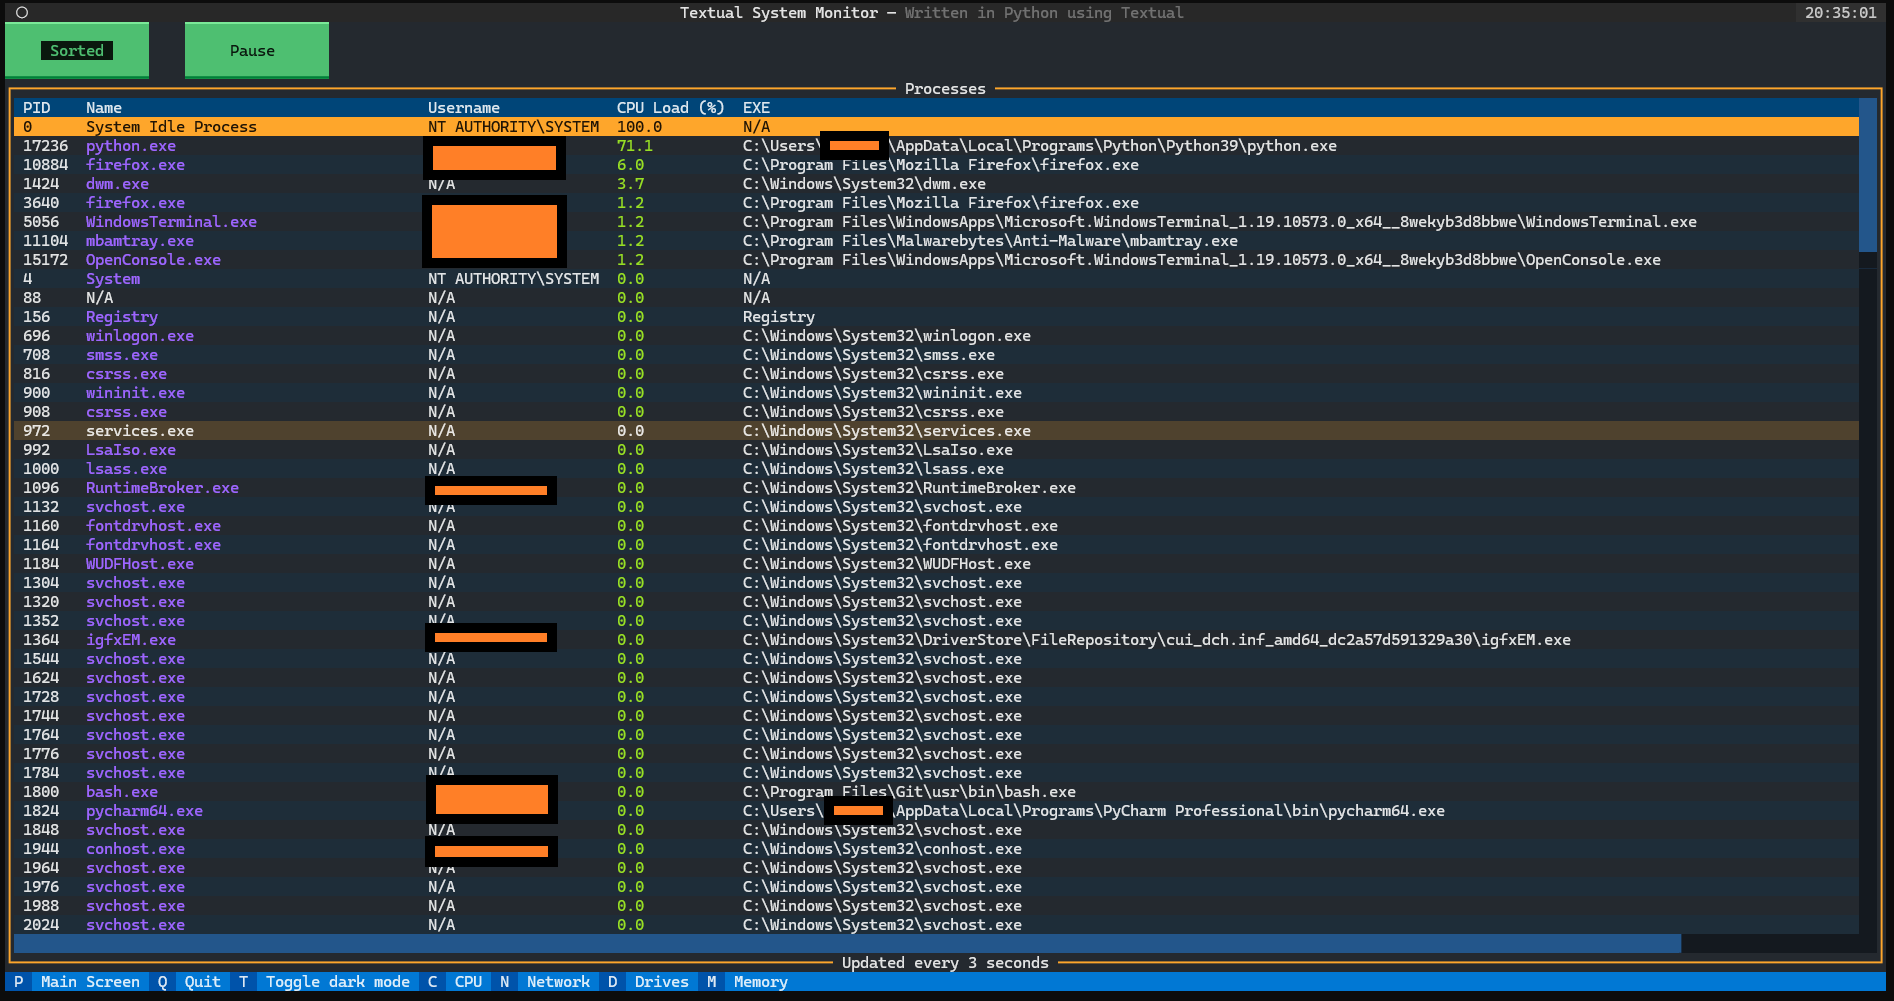 Textual System Monitor — Written in Python using Textual 20:35:01
Sorted Pause
Processes
PID Name Username CPU Load (%) EXE
0 System Idle Process NT AUTHORITY\SYSTEM 100.0 N/A
17236 python.exe 71.1 C:\Users\ \AppData\Local\Programs\Python\Python39\python.exe
10884 firefox.exe 6.0 C:\Program Files\Mozilla Firefox\firefox.exe
1424 dwm.exe N/A 3.7 C:\Windows\System32\dwm.exe
3640 firefox.exe 1.2 C:\Program Files\Mozilla Firefox\firefox.exe
5056 WindowsTerminal.exe 1.2 C:\Program Files\WindowsApps\Microsoft.WindowsTerminal_1.19.10573.0_x64__8wekyb3d8bbwe\WindowsTerminal.exe
11104 mbamtray.exe 1.2 C:\Program Files\Malwarebytes\Anti-Malware\mbamtray.exe
15172 OpenConsole.exe 1.2 C:\Program Files\WindowsApps\Microsoft.WindowsTerminal_1.19.10573.0_x64__8wekyb3d8bbwe\OpenConsole.exe
4 System NT AUTHORITY\SYSTEM 0.0 N/A
88 N/A N/A 0.0 N/A
156 Registry N/A 0.0 Registry
696 winlogon.exe N/A 0.0 C:\Windows\System32\winlogon.exe
708 smss.exe N/A 0.0 C:\Windows\System32\smss.exe
816 csrss.exe N/A 0.0 C:\Windows\System32\csrss.exe
900 wininit.exe N/A 0.0 C:\Windows\System32\wininit.exe
908 csrss.exe N/A 0.0 C:\Windows\System32\csrss.exe
972 services.exe N/A 0.0 C:\Windows\System32\services.exe
992 LsaIso.exe N/A 0.0 C:\Windows\System32\LsaIso.exe
1000 lsass.exe N/A 0.0 C:\Windows\System32\lsass.exe
1096 RuntimeBroker.exe 0.0 C:\Windows\System32\RuntimeBroker.exe
1132 svchost.exe N/A 0.0 C:\Windows\System32\svchost.exe
1160 fontdrvhost.exe N/A 0.0 C:\Windows\System32\fontdrvhost.exe
1164 fontdrvhost.exe N/A 0.0 C:\Windows\System32\fontdrvhost.exe
1184 WUDFHost.exe N/A 0.0 C:\Windows\System32\WUDFHost.exe
1304 svchost.exe N/A 0.0 C:\Windows\System32\svchost.exe
1320 svchost.exe N/A 0.0 C:\Windows\System32\svchost.exe
1352 svchost.exe N/A 0.0 C:\Windows\System32\svchost.exe
1364 igfxEM.exe 0.0 C:\Windows\System32\DriverStore\FileRepository\cui_dch.inf_amd64_dc2a57d591329a30\igfxEM.exe
1544 svchost.exe N/A 0.0 C:\Windows\System32\svchost.exe
1624 svchost.exe N/A 0.0 C:\Windows\System32\svchost.exe
1728 svchost.exe N/A 0.0 C:\Windows\System32\svchost.exe
1744 svchost.exe N/A 0.0 C:\Windows\System32\svchost.exe
1764 svchost.exe N/A 0.0 C:\Windows\System32\svchost.exe
1776 svchost.exe N/A 0.0 C:\Windows\System32\svchost.exe
1784 svchost.exe N/A 0.0 C:\Windows\System32\svchost.exe
1800 bash.exe 0.0 C:\Program Files\Git\usr\bin\bash.exe
1824 pycharm64.exe 0.0 C:\Users\ \AppData\Local\Programs\PyCharm Professional\bin\pycharm64.exe
1848 svchost.exe N/A 0.0 C:\Windows\System32\svchost.exe
1944 conhost.exe 0.0 C:\Windows\System32\conhost.exe
1964 svchost.exe N/A 0.0 C:\Windows\System32\svchost.exe
1976 svchost.exe N/A 0.0 C:\Windows\System32\svchost.exe
1988 svchost.exe N/A 0.0 C:\Windows\System32\svchost.exe
2024 svchost.exe N/A 0.0 C:\Windows\System32\svchost.exe
Updated every 3 seconds
P Main Screen Q Quit T Toggle dark mode C CPU N Network D Drives M Memory